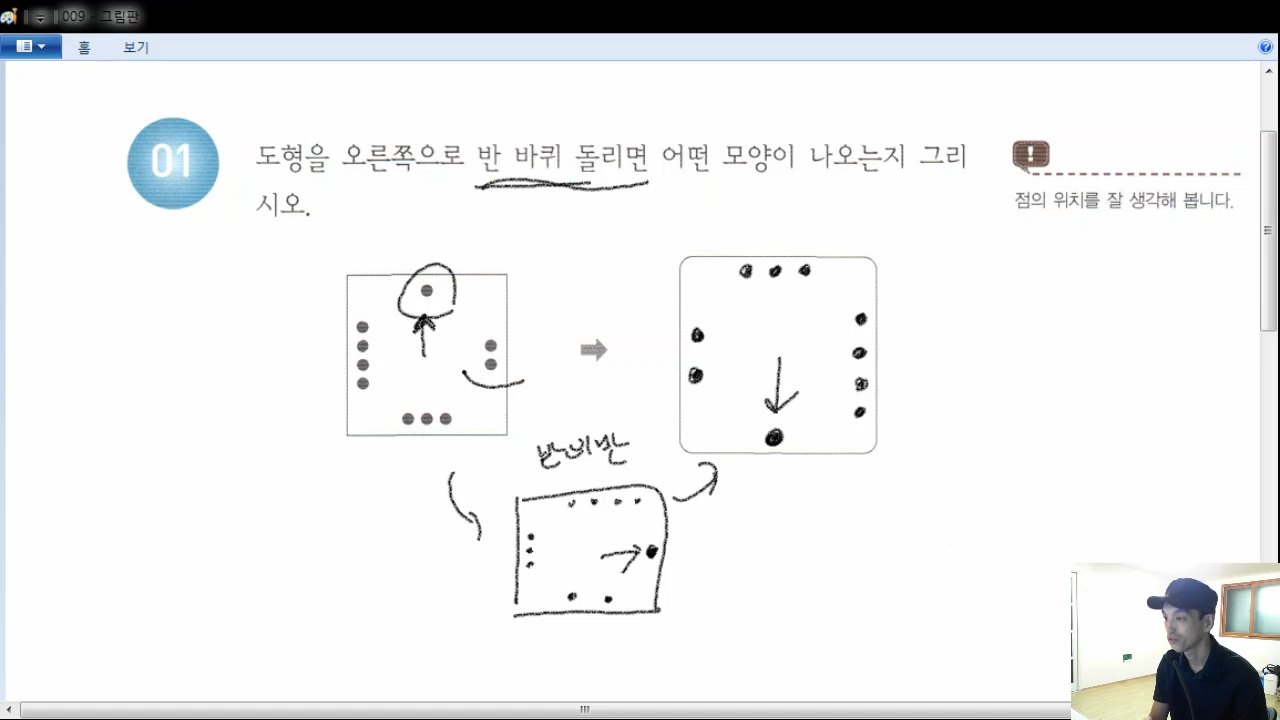 009 - 그림판
홈 보기
01
도형을 오른쪽으로 반 바퀴 돌리면 어떤 모양이 나오는지 그리
시오.
!
점의 위치를 잘 생각해 봅니다.
반의반